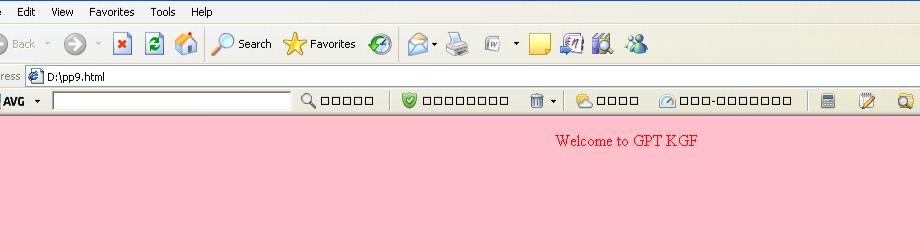 Edit View Favorites Tools Help
Back Search Favorites
ress D:\pp9.html
AVG
Welcome to GPT KGF